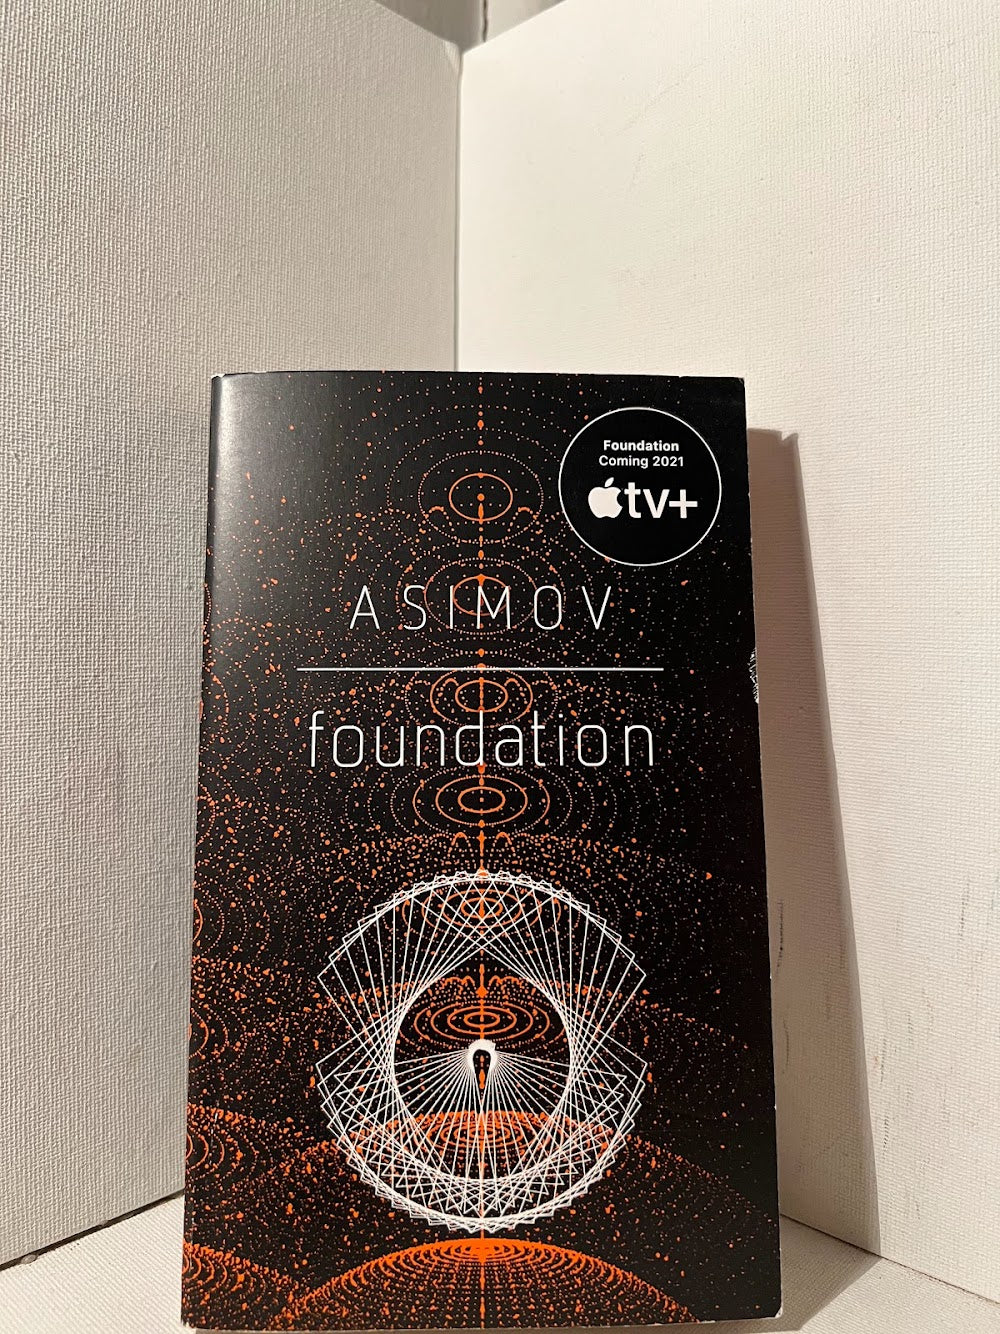 Foundation
Coming 2021
tv+
ASIMOV
foundation